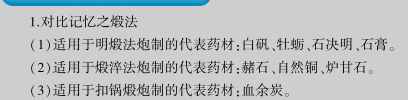 1.对比记忆之煅法
(1)适用于明煅法炮制的代表药材:白矾、牡蛎、石决明、石膏。
(2)适用于煅淬法炮制的代表药材:赭石、自然铜、炉甘石。
(3)适用于扣锅煅炮制的代表药材:血余炭。